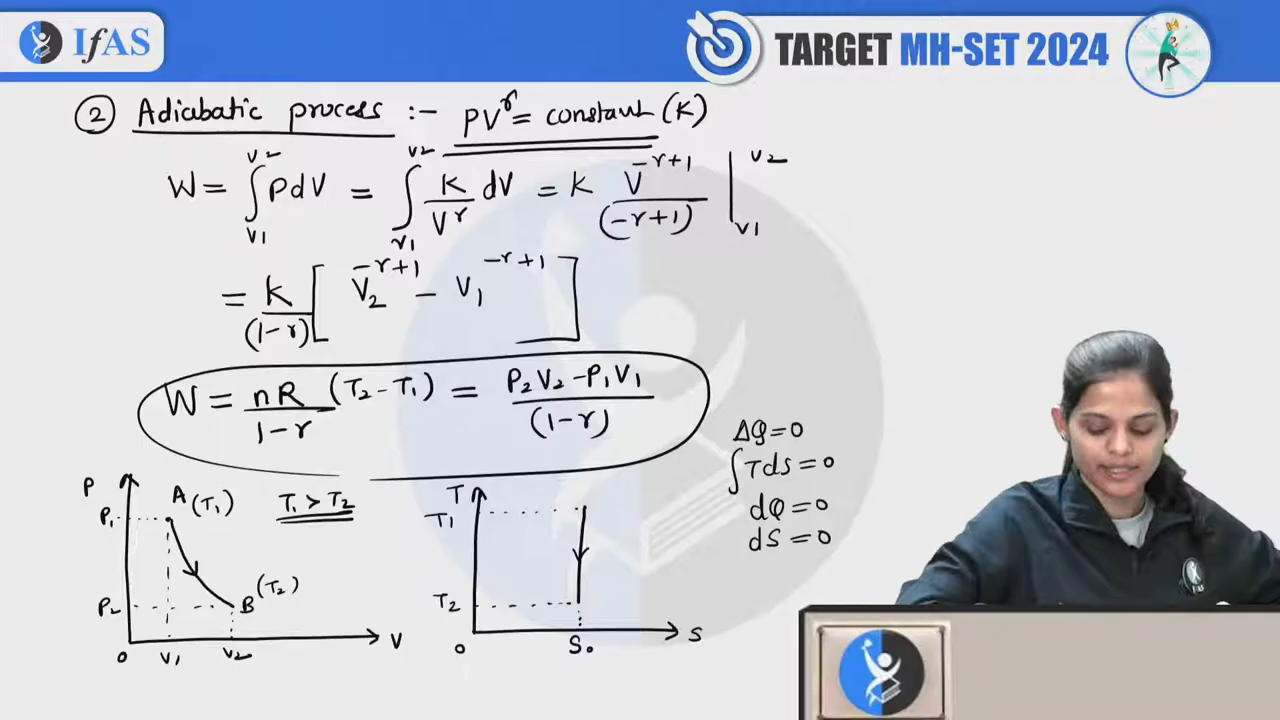 IfAS
TARGET MH-SET 2024
② Adiabatic process :- PV^r = constant (K)
W = ∫_{V1}^{V2} PdV = ∫_{V1}^{V2} K/V^r dV = K V^{-r+1}/(-r+1) |_{V1}^{V2}
= K/(1-r) [ V2^{-r+1} - V1^{-r+1} ]
W = nR/(1-r) (T2 - T1) = (P2V2 - P1V1)/(1-r)
ΔQ = 0
∫Tds = 0
dQ = 0
dS = 0
P
A (T1)
T1 > T2
P1
P2
B (T2)
O
V1
V2
V
T
T1
T2
O
S0
S
IfAS